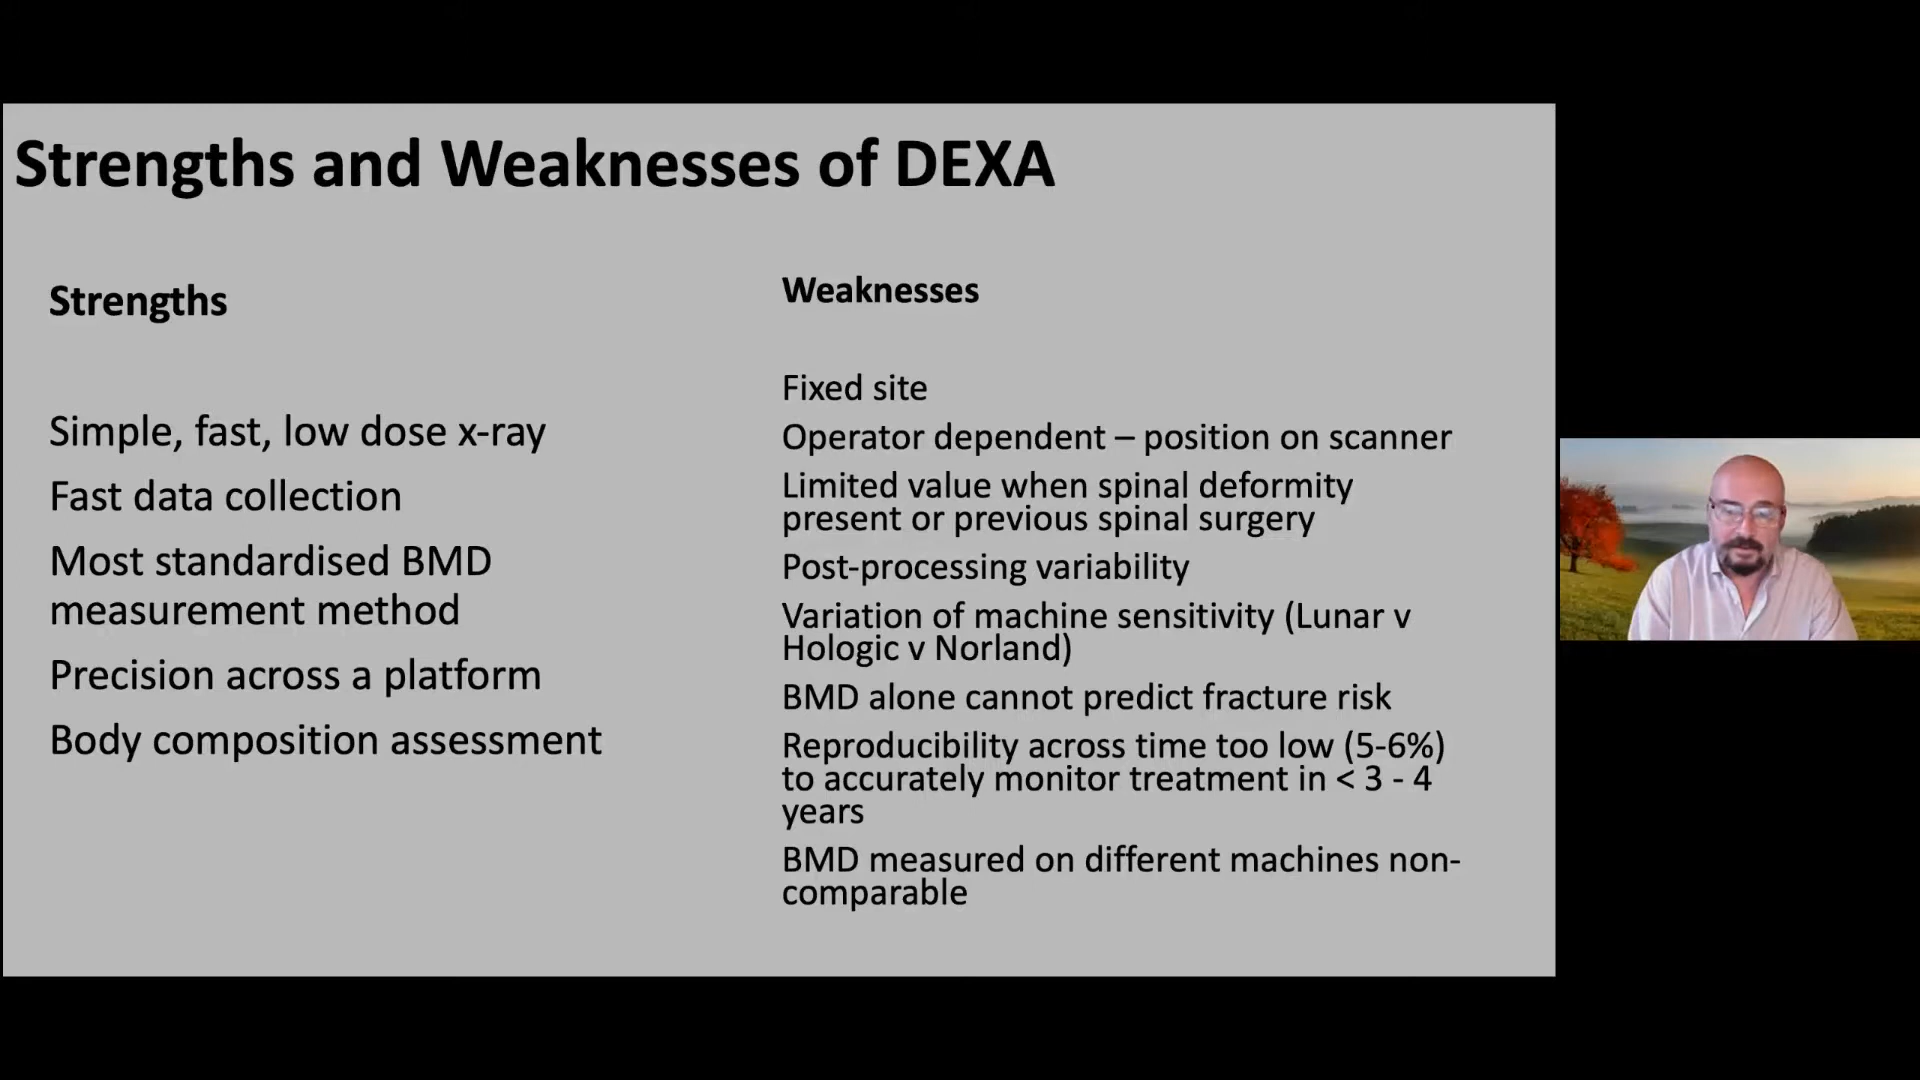 Strengths and Weaknesses of DEXA
Strengths
Simple, fast, low dose x-ray
Fast data collection
Most standardised BMD
measurement method
Precision across a platform
Body composition assessment
Weaknesses
Fixed site
Operator dependent – position on scanner
Limited value when spinal deformity
present or previous spinal surgery
Post-processing variability
Variation of machine sensitivity (Lunar v
Hologic v Norland)
BMD alone cannot predict fracture risk
Reproducibility across time too low (5-6%)
to accurately monitor treatment in < 3 - 4
years
BMD measured on different machines non-
comparable